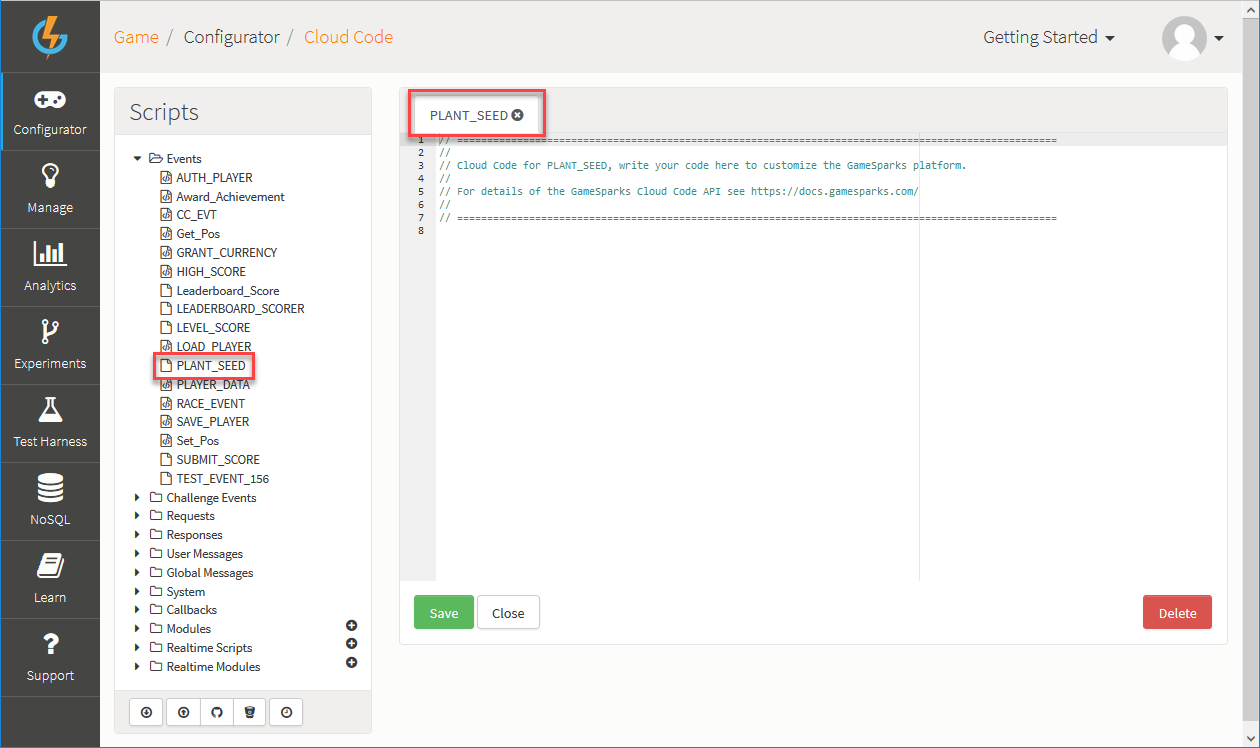 Game / Configurator / Cloud Code
Getting Started
Configurator
Manage
Analytics
Experiments
Test Harness
NoSQL
Learn
Support
Scripts
Events
AUTH_PLAYER
Award_Achievement
CC_EVT
Get_Pos
GRANT_CURRENCY
HIGH_SCORE
Leaderboard_Score
LEADERBOARD_SCORER
LEVEL_SCORE
LOAD_PLAYER
PLANT_SEED
PLAYER_DATA
RACE_EVENT
SAVE_PLAYER
Set_Pos
SUBMIT_SCORE
TEST_EVENT_156
Challenge Events
Requests
Responses
User Messages
Global Messages
System
Callbacks
Modules
Realtime Scripts
Realtime Modules
PLANT_SEED
1 // ====================================================================================================
2 //
3 // Cloud Code for PLANT_SEED, write your code here to customize the GameSparks platform.
4 //
5 // For details of the GameSparks Cloud Code API see https://docs.gamesparks.com/
6 //
7 // ====================================================================================================
8
Save
Close
Delete